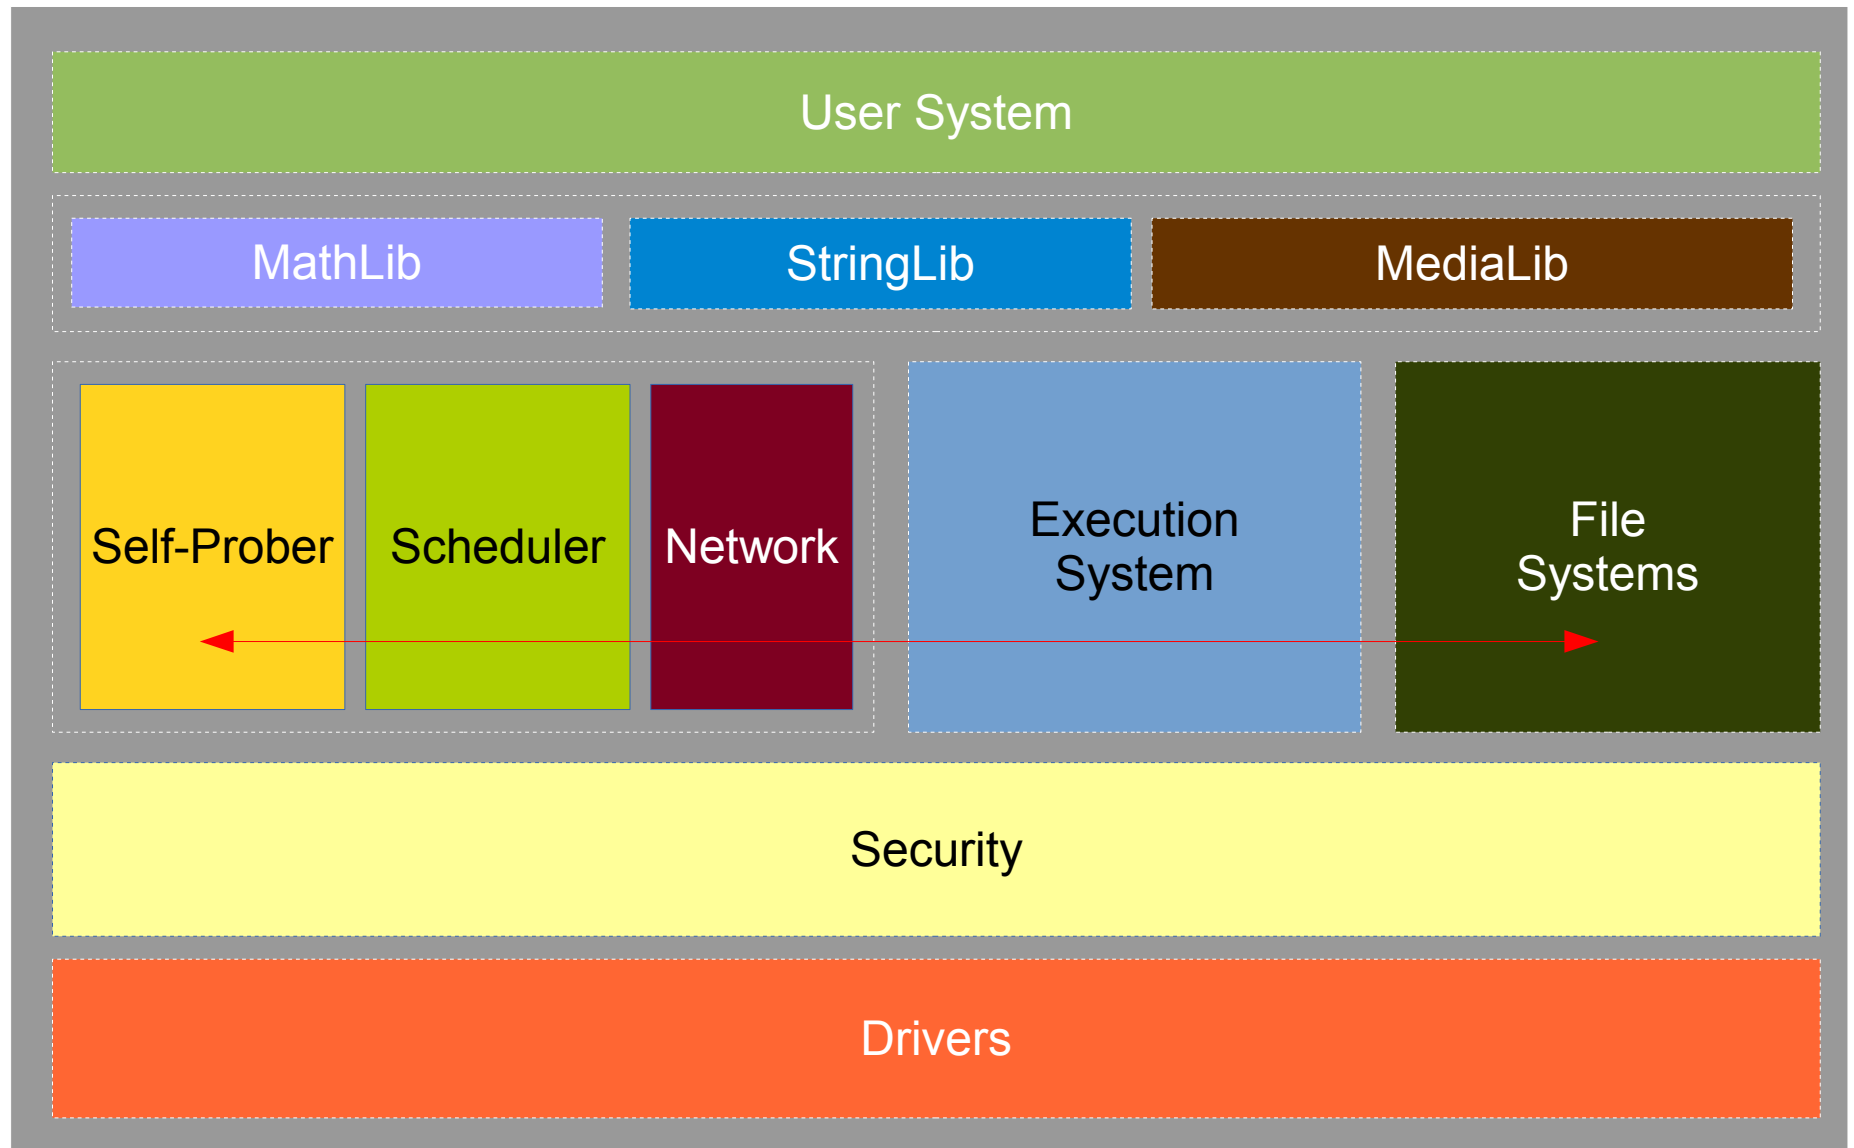 User System
MathLib
StringLib
MediaLib
Self-Prober
Scheduler
Network
Execution
System
File
Systems
Security
Drivers